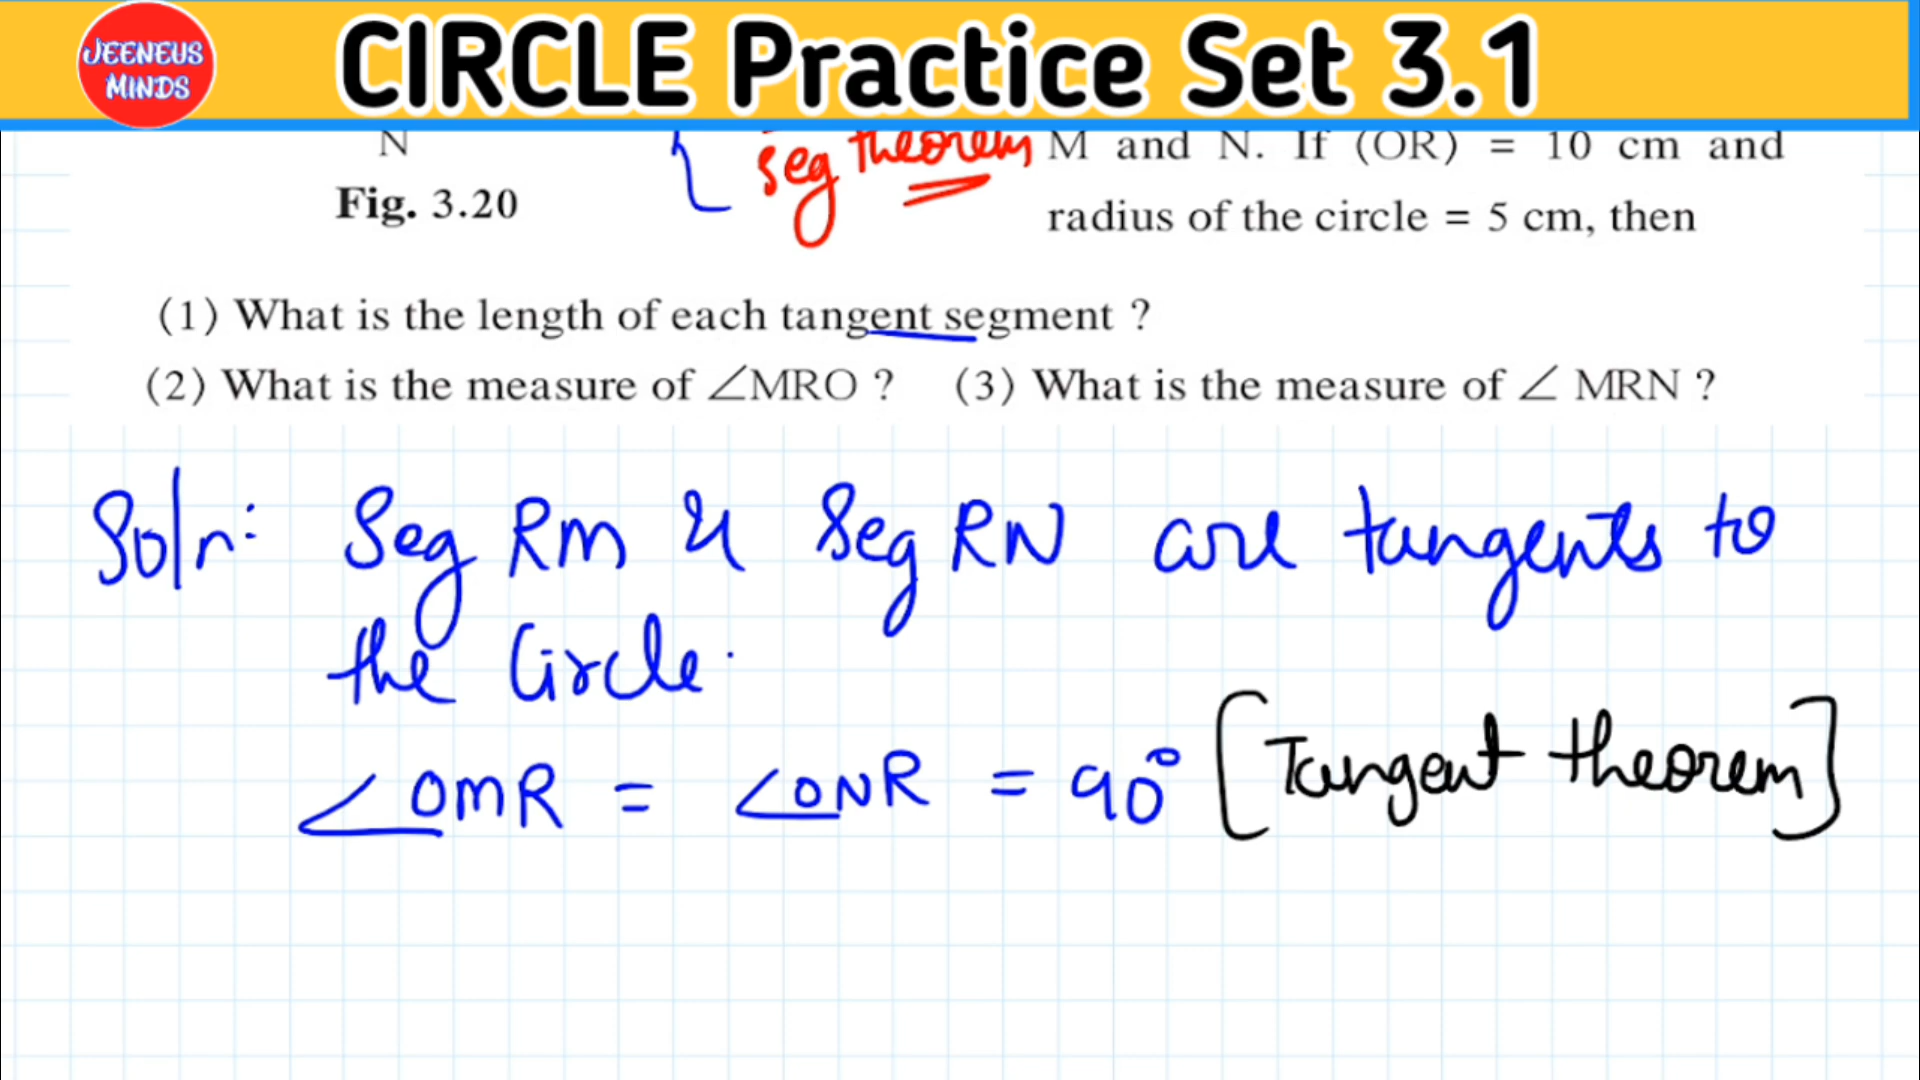 JEENEUS
MINDS
CIRCLE Practice Set 3.1
N
Fig. 3.20
seg theorem
M and N. If (OR) = 10 cm and
radius of the circle = 5 cm, then
(1) What is the length of each tangent segment ?
(2) What is the measure of ∠MRO ? (3) What is the measure of ∠ MRN ?
Soln: Seg RM & Seg RN are tangents to
the Circle.
∠OMR = ∠ONR = 90° [Tangent theorem]